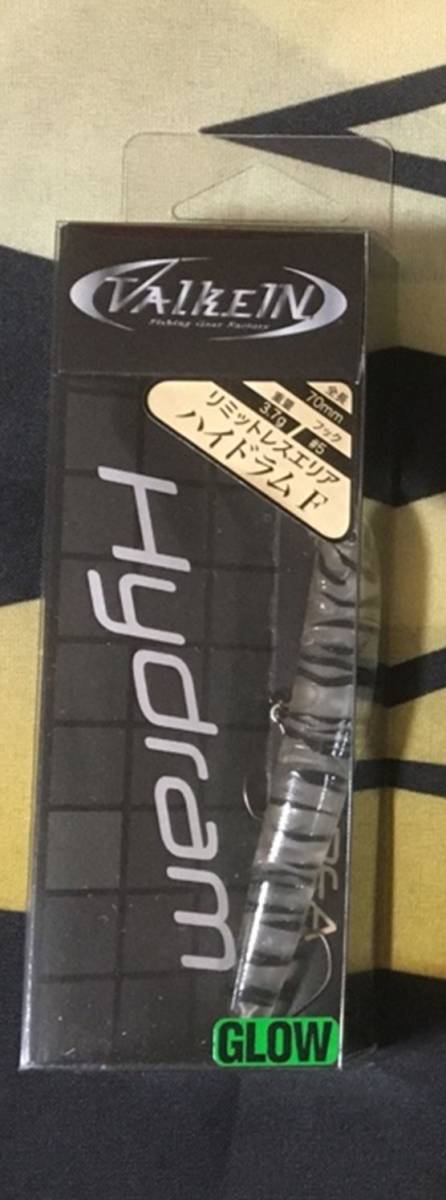 ValkeIN
Fishing Gear Factory
全長
70mm
重量
3.7g
フック
#5
リミットレスエリア
ハイドラム F
Hydram
GLOW